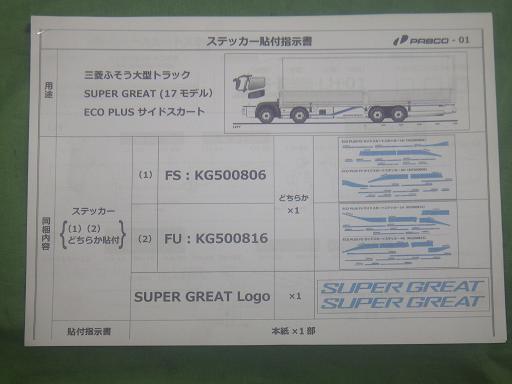 ステッカー貼付指示書
PABCO - 01
用途
三菱ふそう大型トラック
SUPER GREAT (17 モデル)
ECO PLUS サイドスカート
同梱内容
ステッカー
(1) (2)
どちらか貼付
(1) FS : KG500806
(2) FU : KG500816
どちらか
×1
SUPER GREAT Logo
×1
SUPER GREAT
SUPER GREAT
貼付指示書
本紙 ×1 部